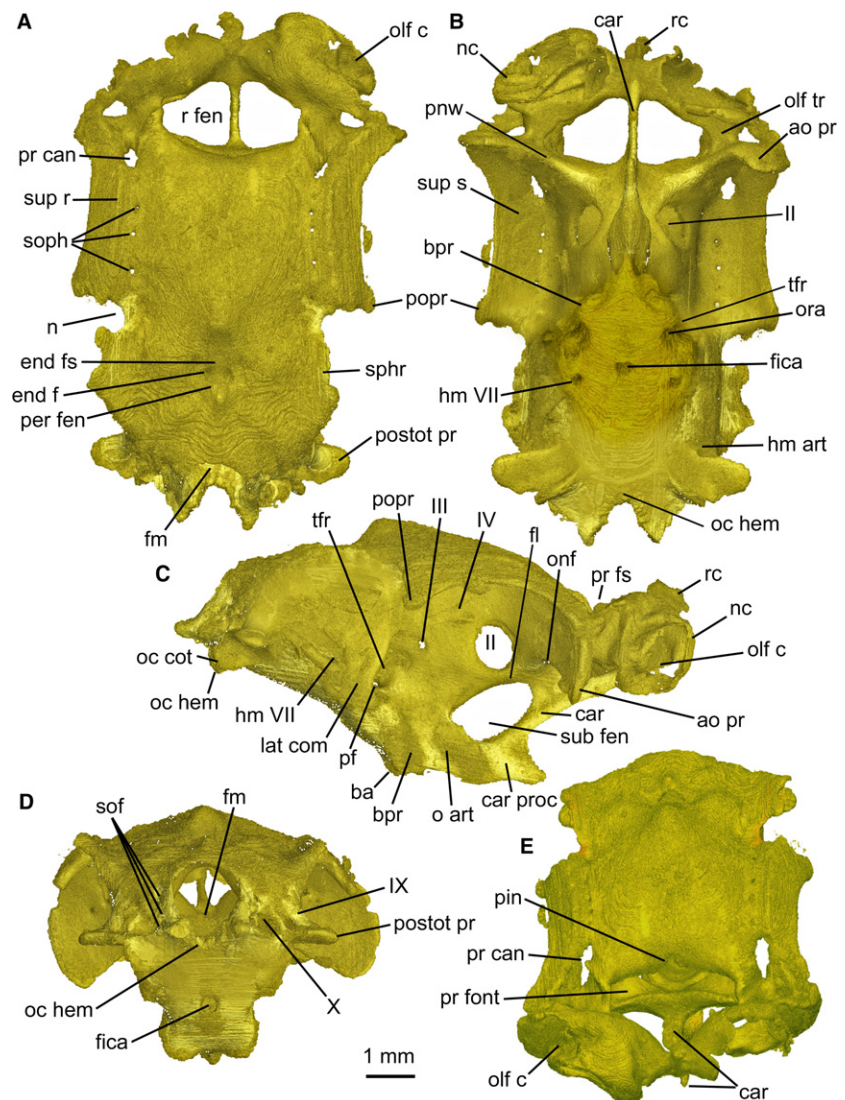 A
olf c
r fen
pr can
sup r
soph
n
end fs
end f
per fen
fm
popr
sphr
postot pr
B
car
rc
nc
olf tr
pnw
ao pr
sup s
II
bpr
tfr
ora
fica
hm VII
hm art
oc hem
C
popr
III
IV
fl
onf
pr fs
rc
tfr
nc
II
oc cot
olf c
oc hem
hm VII
ao pr
lat com
car
sub fen
pf
ba
bpr
o art
car proc
D
sof
fm
IX
postot pr
oc hem
X
fica
1 mm
E
pin
pr can
pr font
olf c
car